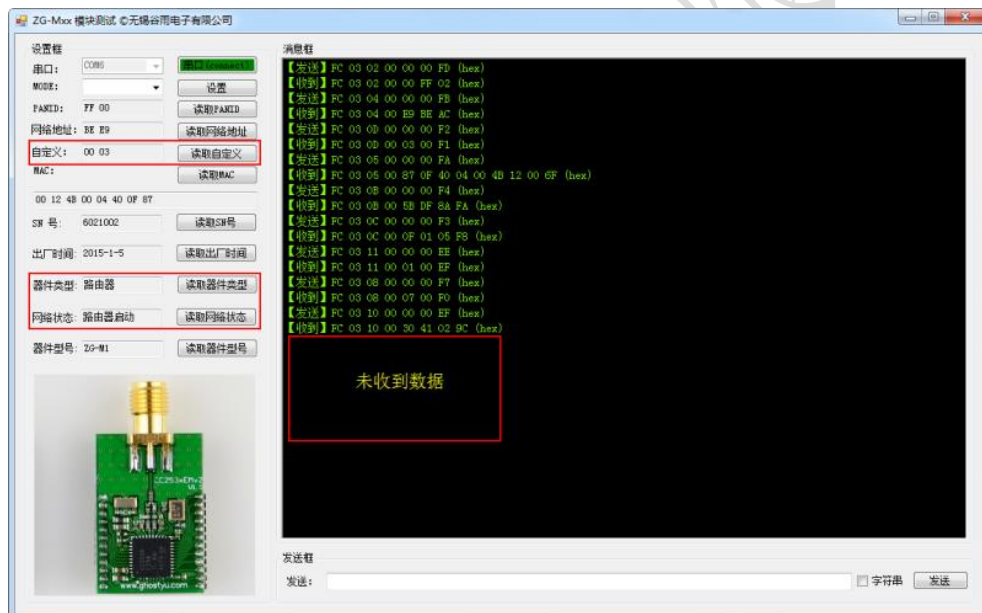 ZG-Mxx 模块测试 ©无锡谷雨电子有限公司
设置框
串口： COM6 串口(connect)
MODE： 设置
PANID： FF 00 读取PANID
网络地址： BE E9 读取网络地址
自定义： 00 03 读取自定义
MAC： 读取MAC
00 12 4B 00 04 40 0F 87
SN 号： 6021002 读取SN号
出厂时间： 2015-1-5 读取出厂时间
器件类型： 路由器 读取器件类型
网络状态： 路由器启动 读取网络状态
器件型号： ZG-M1 读取器件型号
CC253xEMv2
V1.
www.ghostyu.com
消息框
【发送】FC 03 02 00 00 00 FD (hex)
【收到】FC 03 02 00 00 FF 02 (hex)
【发送】FC 03 04 00 00 00 FB (hex)
【收到】FC 03 04 00 E9 BE AC (hex)
【发送】FC 03 0D 00 00 00 F2 (hex)
【收到】FC 03 0D 00 03 00 F1 (hex)
【发送】FC 03 05 00 00 00 FA (hex)
【收到】FC 03 05 00 87 0F 40 04 00 4B 12 00 6F (hex)
【发送】FC 03 0B 00 00 00 F4 (hex)
【收到】FC 03 0B 00 5B DF 8A FA (hex)
【发送】FC 03 0C 00 00 00 F3 (hex)
【收到】FC 03 0C 00 0F 01 05 F8 (hex)
【发送】FC 03 11 00 00 00 EE (hex)
【收到】FC 03 11 00 01 00 EF (hex)
【发送】FC 03 08 00 00 00 F7 (hex)
【收到】FC 03 08 00 07 00 F0 (hex)
【发送】FC 03 10 00 00 00 EF (hex)
【收到】FC 03 10 00 30 41 02 9C (hex)
未收到数据
发送框
发送： 字符串 发送